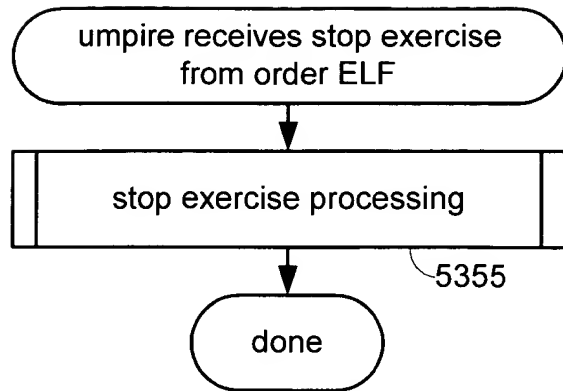 umpire receives stop exercise
from order ELF
stop exercise processing
5355
done